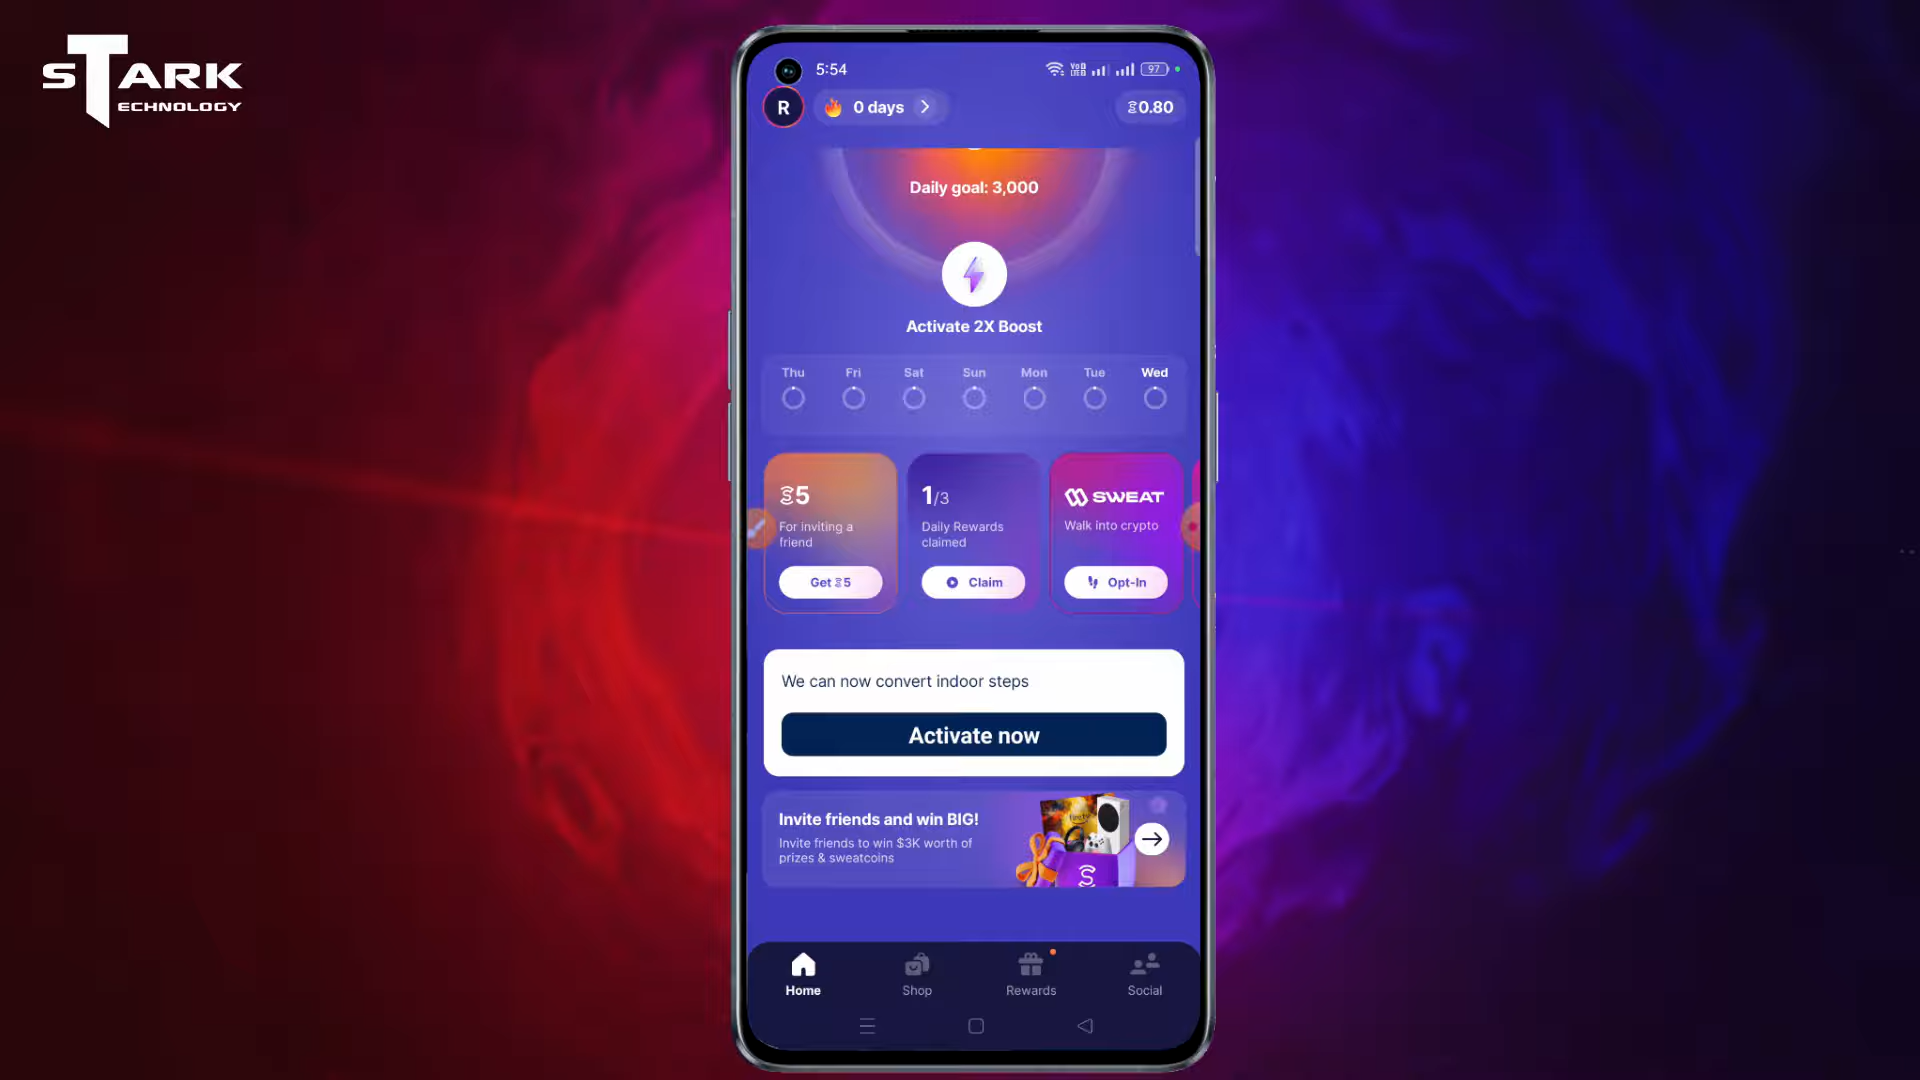 STARK
TECHNOLOGY
5:54
97
R
0 days
0.80
Daily goal: 3,000
Activate 2X Boost
Thu Fri Sat Sun Mon Tue Wed
5
For inviting a
friend
Get 5
1/3
Daily Rewards
claimed
Claim
SWEAT
Walk into crypto
Opt-In
We can now convert indoor steps
Activate now
Invite friends and win BIG!
Invite friends to win $3K worth of
prizes & sweatcoins
Home
Shop
Rewards
Social